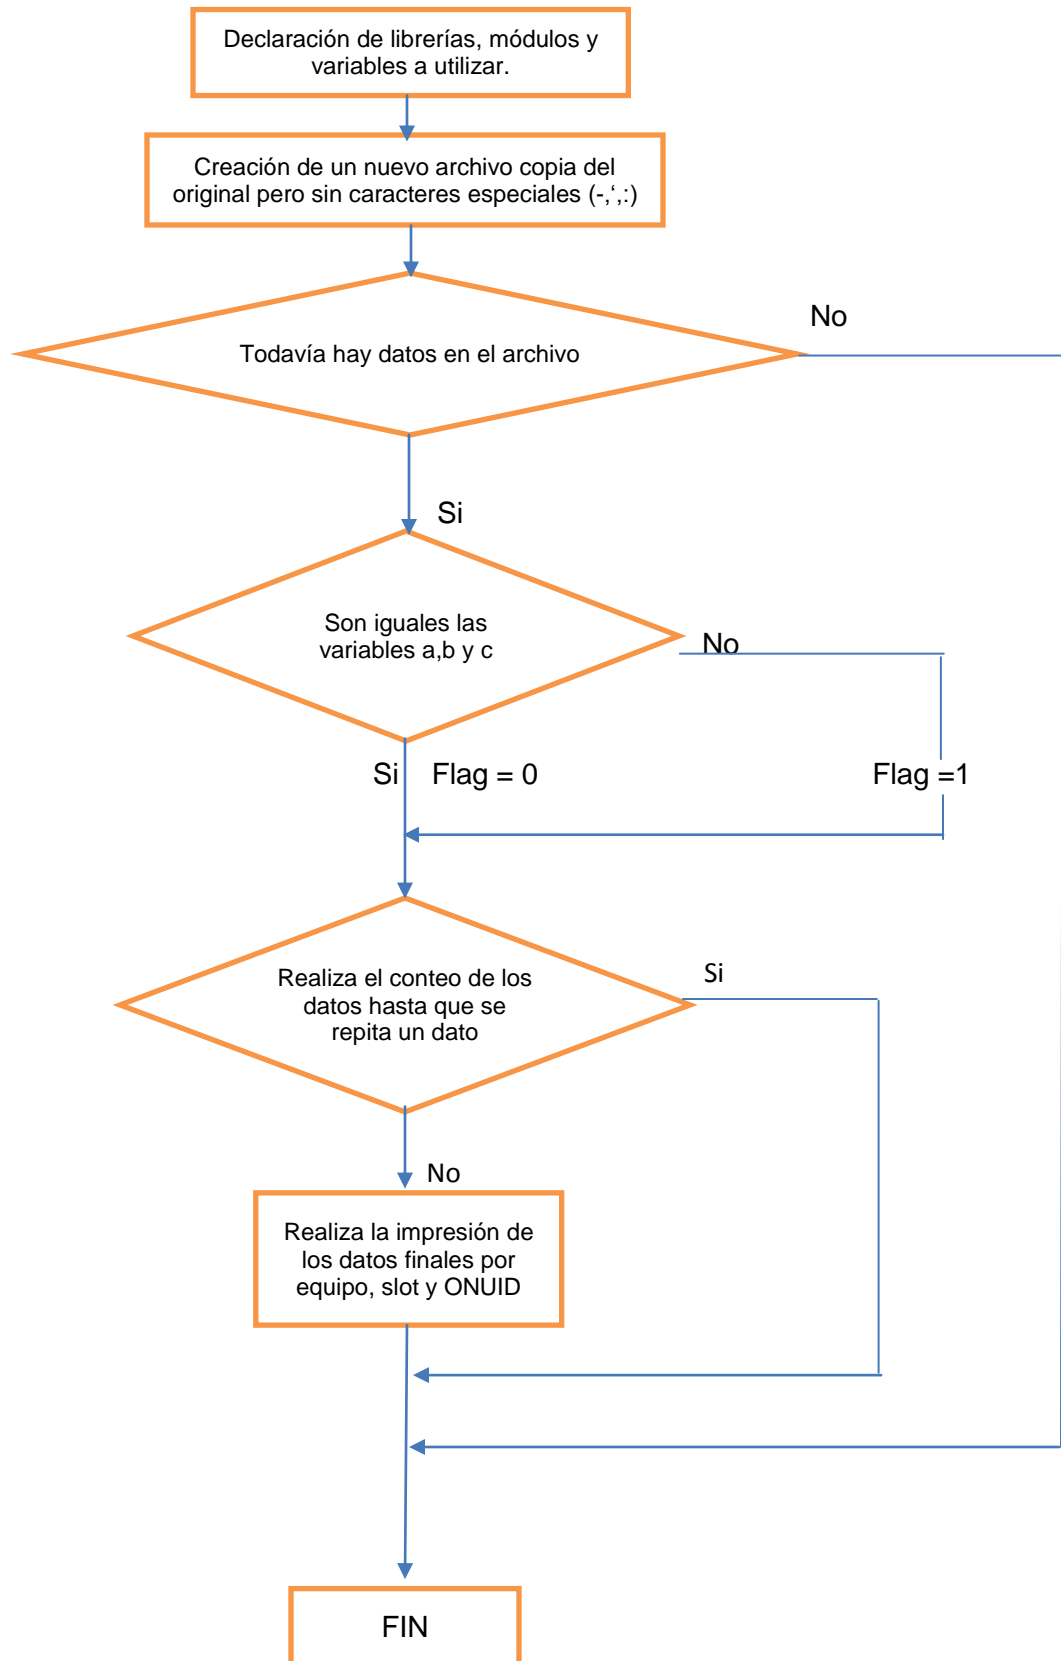 Declaración de librerías, módulos y
variables a utilizar.
Creación de un nuevo archivo copia del
original pero sin caracteres especiales (-,‘,:)
No
Todavía hay datos en el archivo
Si
Son iguales las
variables a,b y c
No
Si
Flag = 0
Flag =1
Realiza el conteo de los
datos hasta que se
repita un dato
Si
No
Realiza la impresión de
los datos finales por
equipo, slot y ONUID
FIN